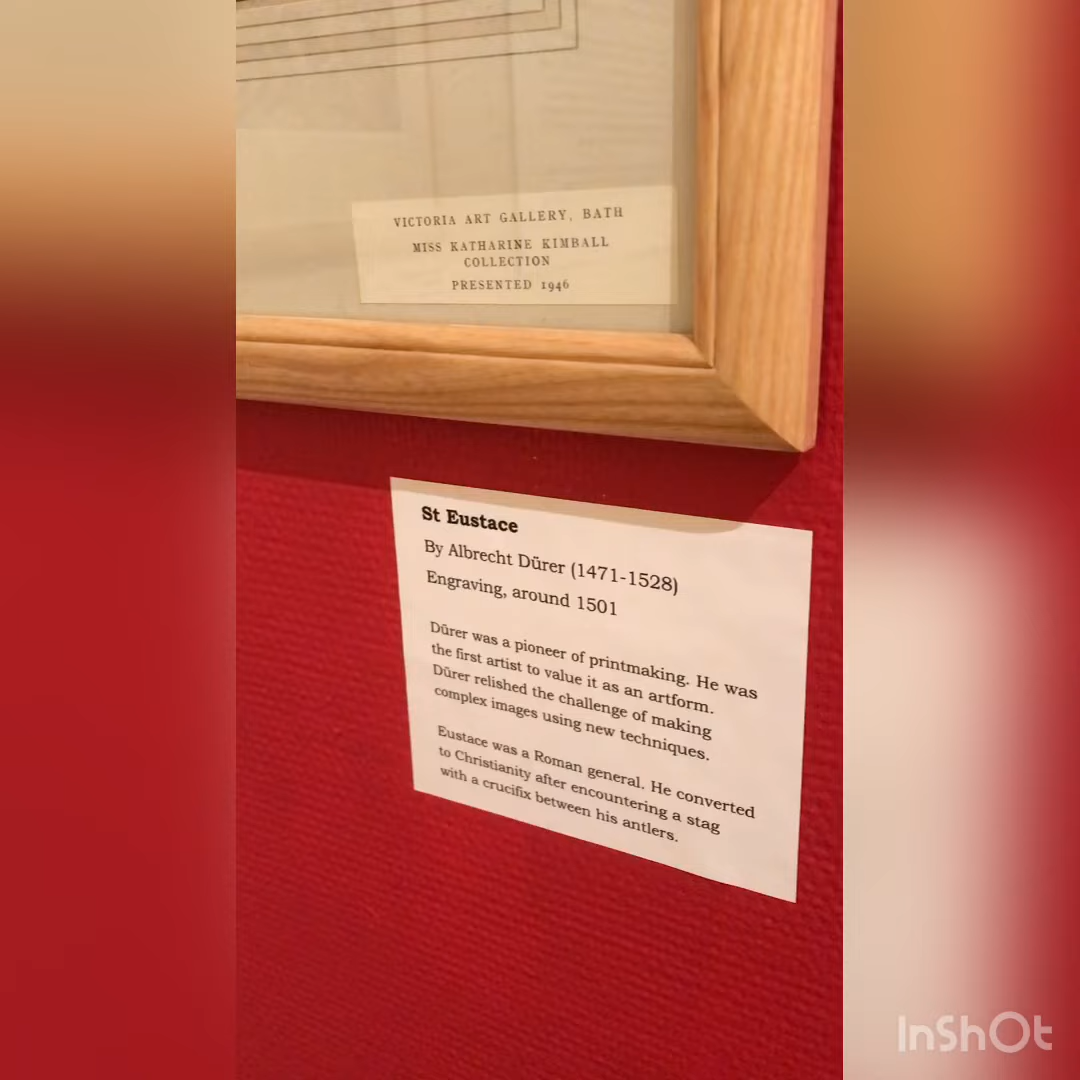 VICTORIA ART GALLERY, BATH
MISS KATHARINE KIMBALL
COLLECTION
PRESENTED 1946
St Eustace
By Albrecht Dürer (1471-1528)
Engraving, around 1501
Dürer was a pioneer of printmaking. He was
the first artist to value it as an artform.
Dürer relished the challenge of making
complex images using new techniques.
Eustace was a Roman general. He converted
to Christianity after encountering a stag
with a crucifix between his antlers.
InShOt